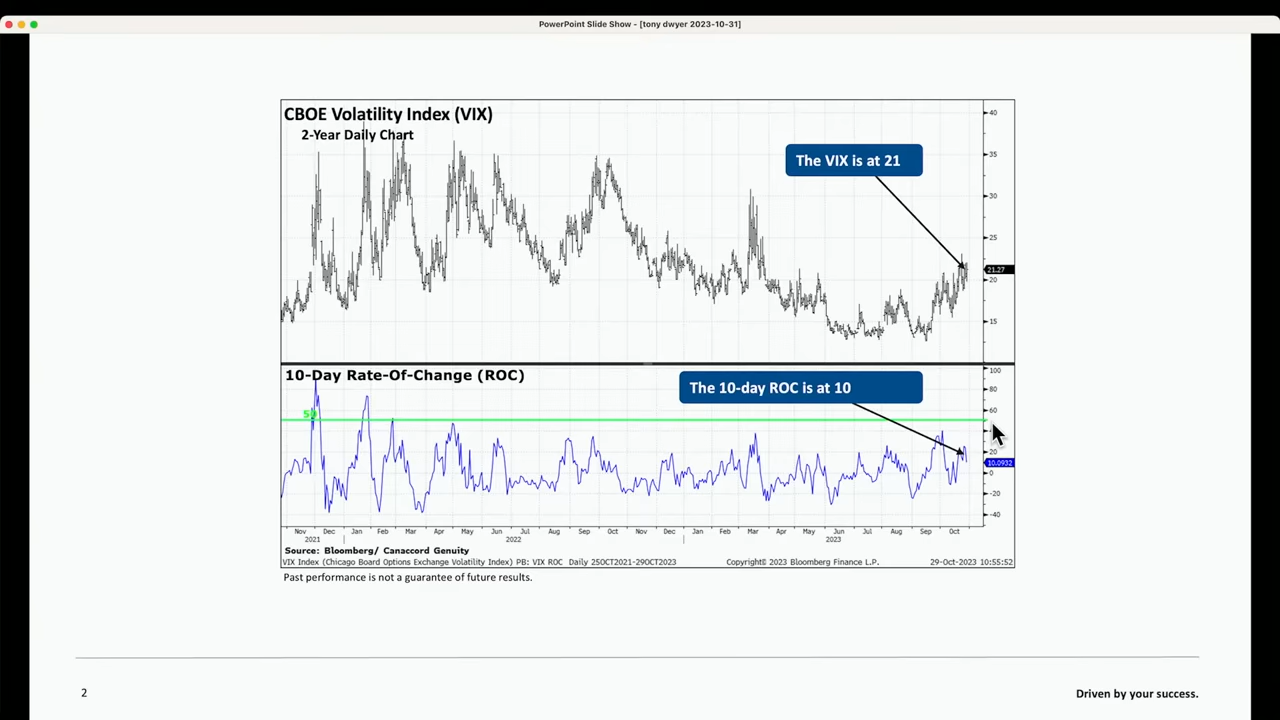 PowerPoint Slide Show - [tony dwyer 2023-10-31]
CBOE Volatility Index (VIX)
2-Year Daily Chart
The VIX is at 21
40
35
30
25
21.27
20
15
10-Day Rate-Of-Change (ROC)
The 10-day ROC is at 10
50
100
80
60
20
10.0932
0
-20
-40
Nov Dec Jan Feb Mar Apr May Jun Jul Aug Sep Oct Nov Dec Jan Feb Mar Apr May Jun Jul Aug Sep Oct
2021 2022 2023
Source: Bloomberg/ Canaccord Genuity
VIX Index (Chicago Board Options Exchange Volatility Index) PB: VIX ROC Daily 25OCT2021-29OCT2023 Copyright© 2023 Bloomberg Finance L.P. 29-Oct-2023 10:55:52
Past performance is not a guarantee of future results.
2
Driven by your success.